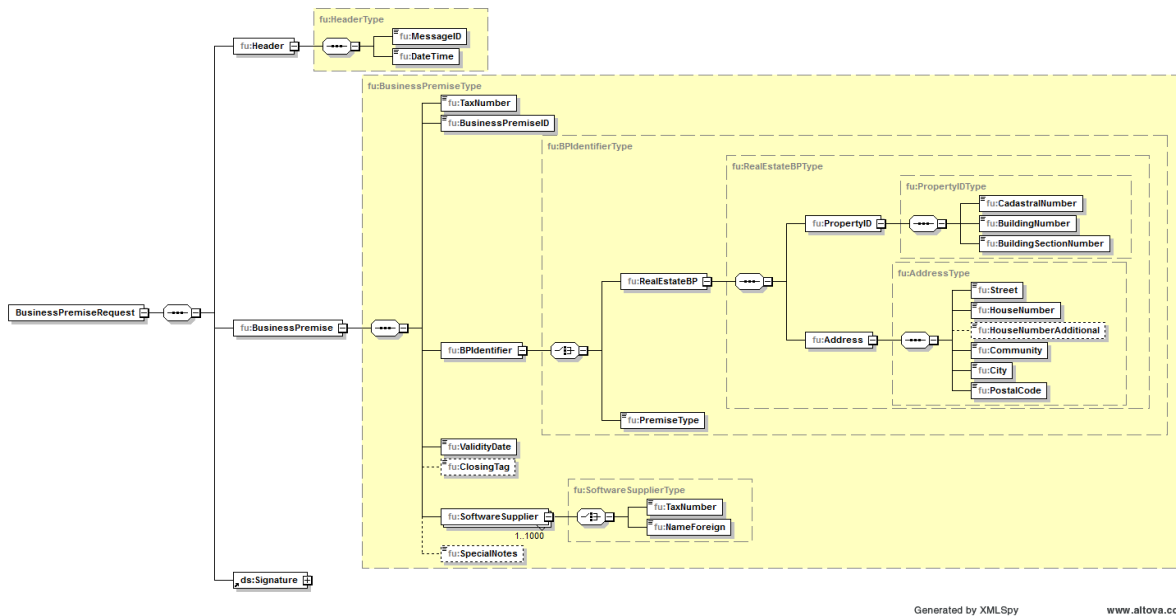 fu:HeaderType
fu:MessageID
fu:Header
fu:DateTime
fu:BusinessPremiseType
fu:TaxNumber
fu:BusinessPremiseID
fu:BPIdentifierType
fu:RealEstateBPType
fu:PropertyIDType
fu:CadastralNumber
fu:PropertyID
fu:BuildingNumber
fu:BuildingSectionNumber
fu:AddressType
fu:RealEstateBP
fu:Street
fu:HouseNumber
BusinessPremiseRequest
fu:BusinessPremise
fu:HouseNumberAdditional
fu:Address
fu:BPIdentifier
fu:Community
fu:City
fu:PostalCode
fu:PremiseType
fu:ValidityDate
fu:ClosingTag
fu:SoftwareSupplierType
fu:TaxNumber
fu:SoftwareSupplier
fu:NameForeign
1..1000
fu:SpecialNotes
ds:Signature
Generated by XMLSpy www.altova.co